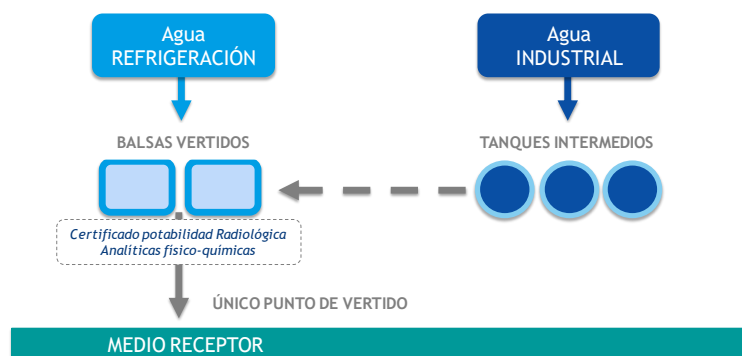 Agua
REFRIGERACIÓN
Agua
INDUSTRIAL
BALSAS VERTIDOS
TANQUES INTERMEDIOS
Certificado potabilidad Radiológica
Analíticas físico-químicas
ÚNICO PUNTO DE VERTIDO
MEDIO RECEPTOR